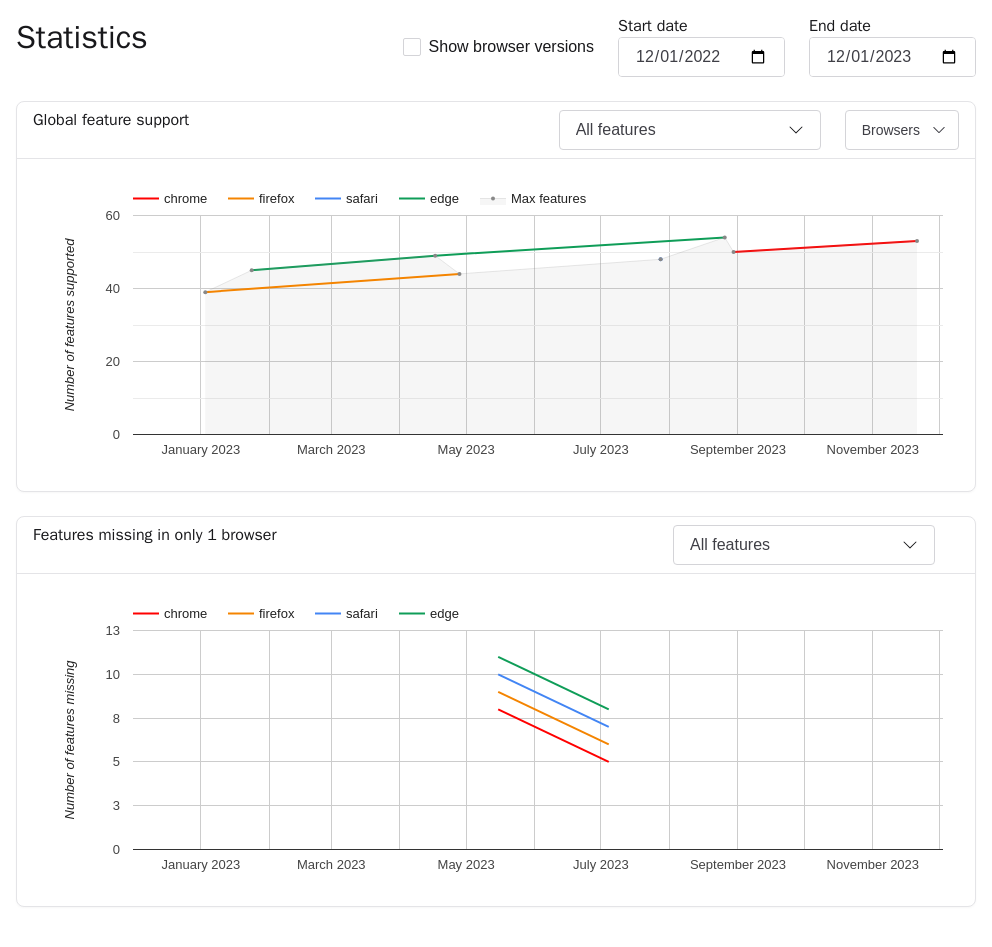 Statistics
Show browser versions
Start date
12/01/2022
End date
12/01/2023
Global feature support
All features
Browsers
chrome firefox safari edge Max features
60
40
20
0
Number of features supported
January 2023 March 2023 May 2023 July 2023 September 2023 November 2023
Features missing in only 1 browser
All features
chrome firefox safari edge
13
10
8
5
3
0
Number of features missing
January 2023 March 2023 May 2023 July 2023 September 2023 November 2023